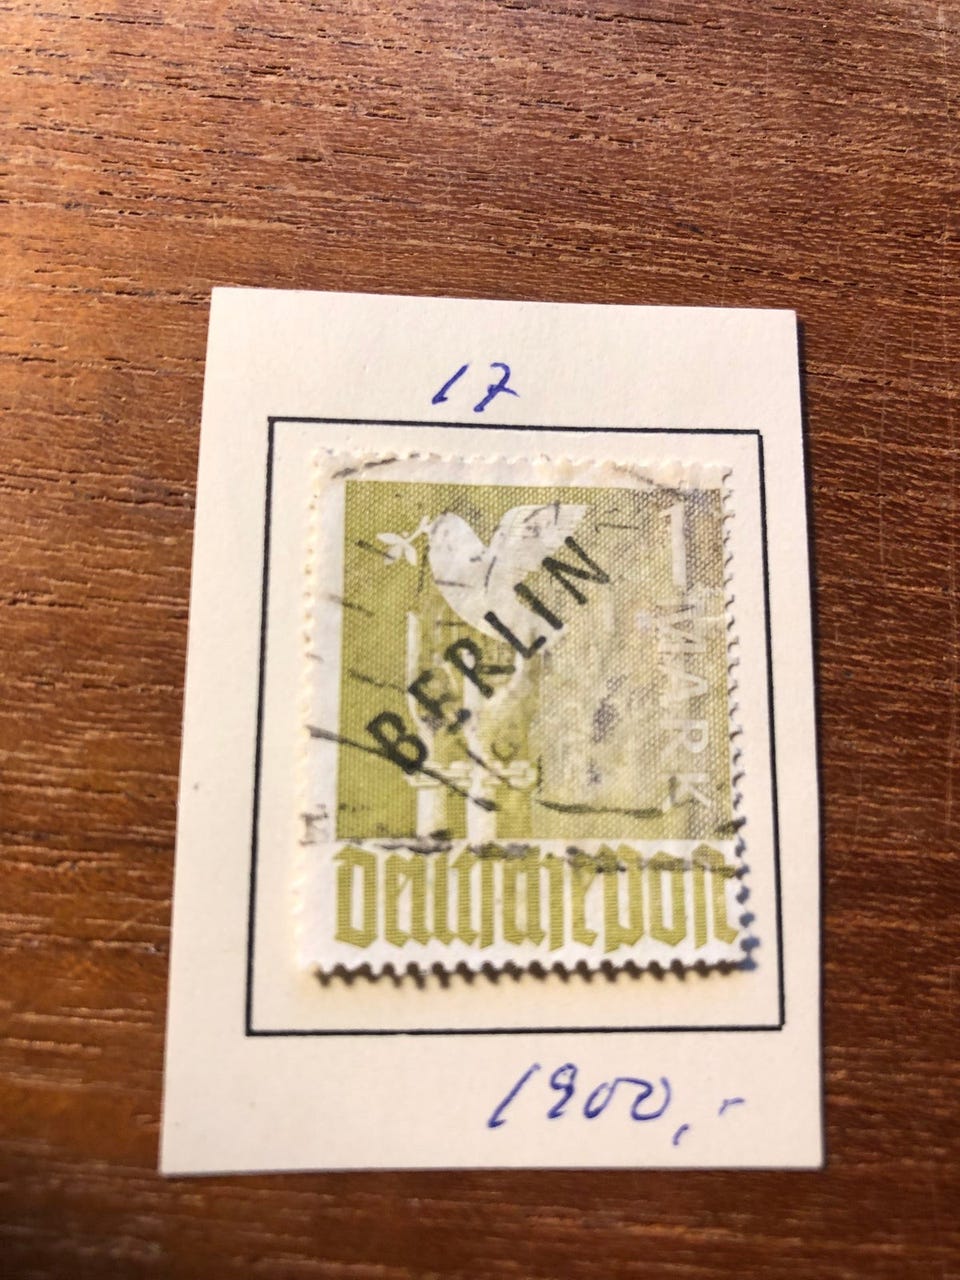 17
1 MARK
BERLIN
Deutsche Post
1900,-